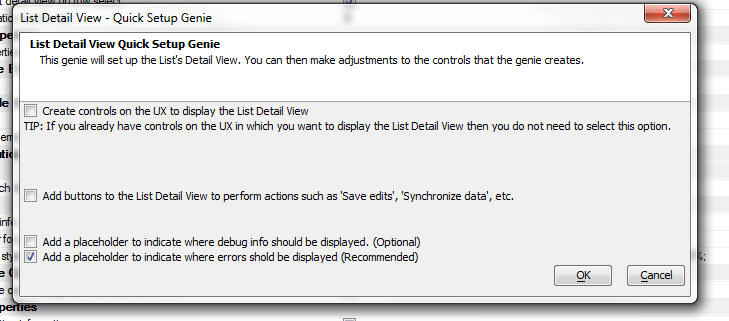 List Detail View - Quick Setup Genie
List Detail View Quick Setup Genie
This genie will set up the List's Detail View. You can then make adjustments to the controls that the genie creates.
Create controls on the UX to display the List Detail View
TIP: If you already have controls on the UX in which you want to display the List Detail View then you do not need to select this option.
Add buttons to the List Detail View to perform actions such as 'Save edits', 'Synchronize data', etc.
Add a placeholder to indicate where debug info should be displayed. (Optional)
Add a placeholder to indicate where errors shold be displayed (Recommended)
OK
Cancel